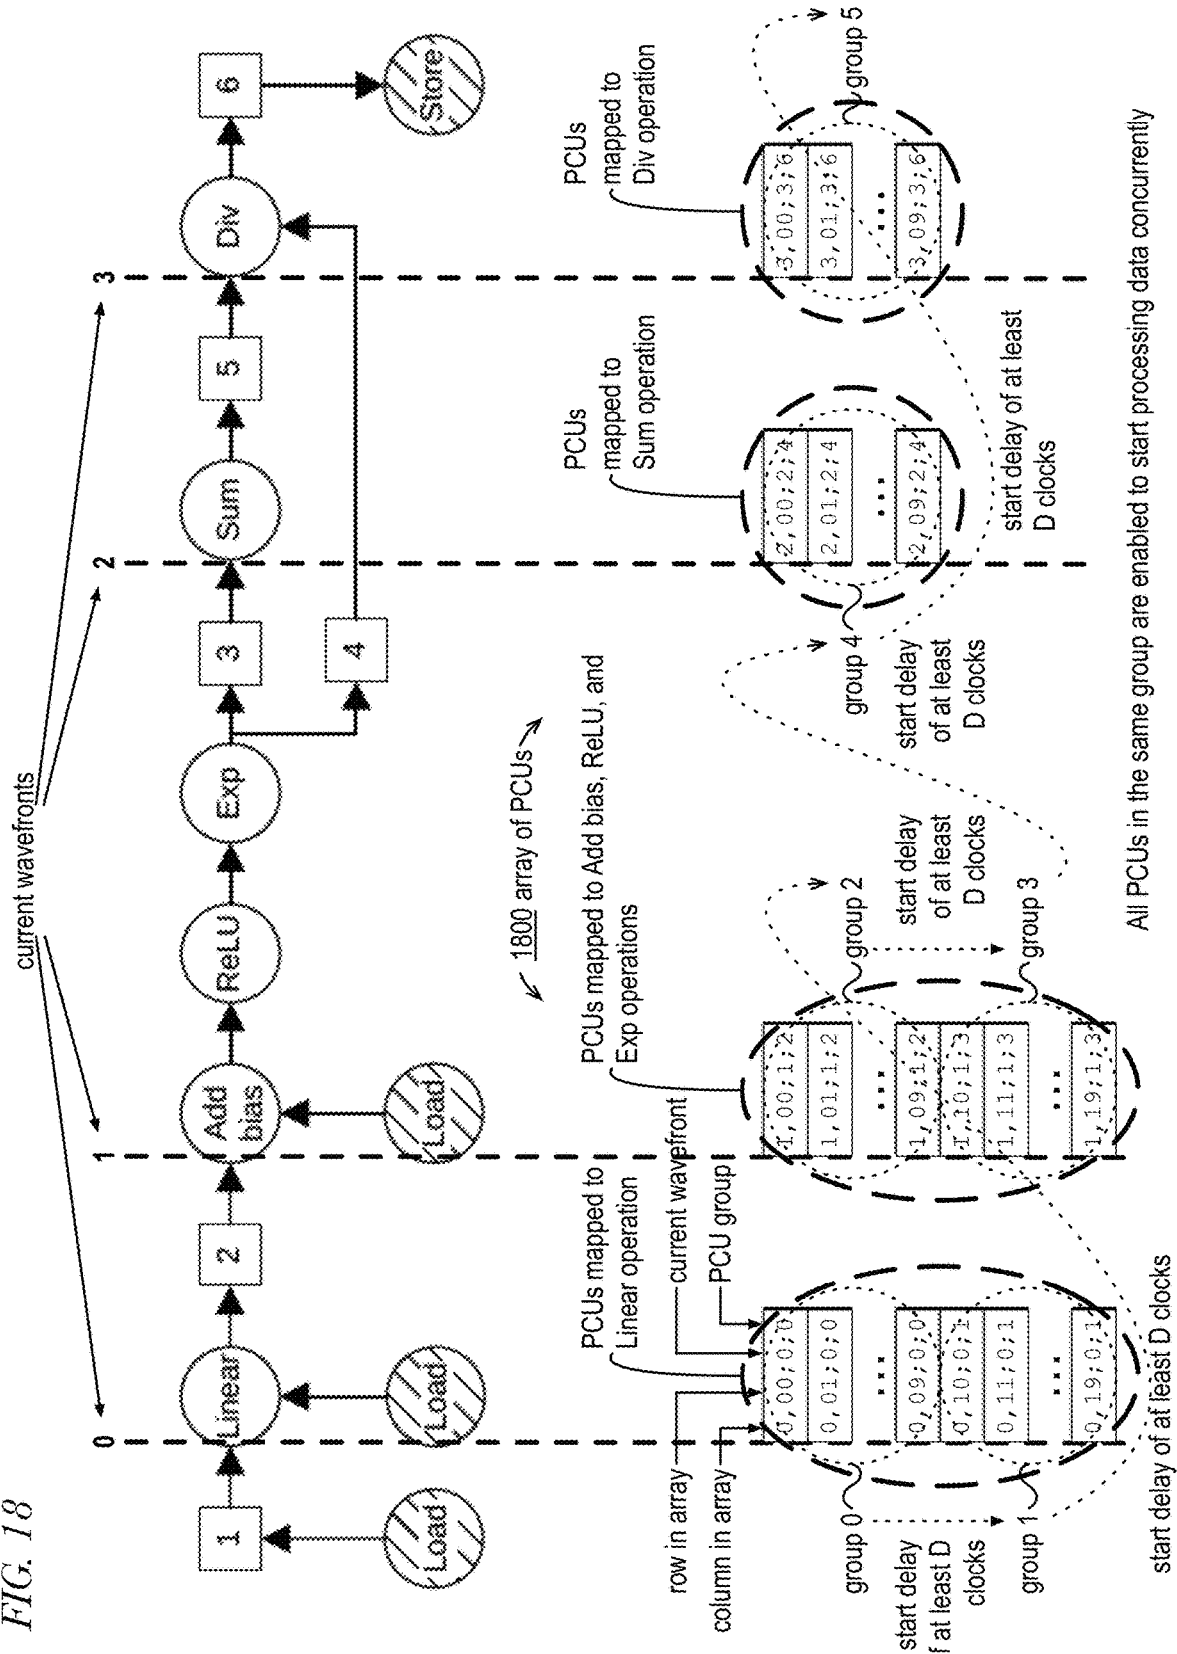 FIG. 18
current wavefronts
0
1
2
3
1
Linear
2
Add
bias
ReLU
Exp
3
4
Sum
5
Div
6
Load
Load
Load
Store
1800 array of PCUs
PCUs mapped to
Linear operation
PCUs mapped to Add bias, ReLU, and
Exp operations
PCUs
mapped to
Sum operation
PCUs
mapped to
Div operation
row in array
column in array
current wavefront
PCU group
0,00;0;0
0,01;0;0
...
0,09;0;0
0,10;0;1
0,11;0;1
...
0,19;0;1
1,00;1;2
1,01;1;2
...
1,09;1;2
1,10;1;3
1,11;1;3
...
1,19;1;3
2,00;2;4
2,01;2;4
...
2,09;2;4
3,00;3;6
3,01;3;6
...
3,09;3;6
group 0
start delay
f at least D
clocks
group 1
start delay of at least D clocks
group 2
start delay
of at least
D clocks
group 3
group 4
start delay
of at least
D clocks
start delay of at least
D clocks
group 5
All PCUs in the same group are enabled to start processing data concurrently